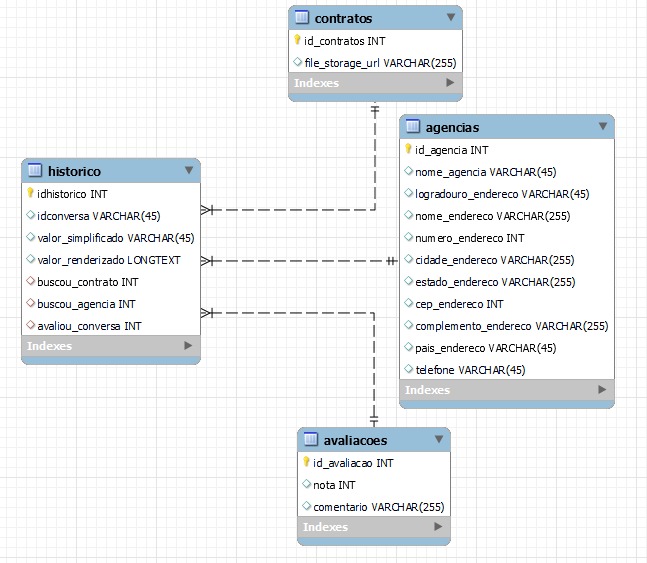 contratos
id_contratos INT
file_storage_url VARCHAR(255)
Indexes
agencias
id_agencia INT
nome_agencia VARCHAR(45)
logradouro_endereco VARCHAR(45)
nome_endereco VARCHAR(255)
numero_endereco INT
cidade_endereco VARCHAR(255)
estado_endereco VARCHAR(255)
cep_endereco INT
complemento_endereco VARCHAR(255)
pais_endereco VARCHAR(45)
telefone VARCHAR(45)
Indexes
historico
idhistorico INT
idconversa VARCHAR(45)
valor_simplificado VARCHAR(45)
valor_renderizado LONGTEXT
buscou_contrato INT
buscou_agencia INT
avaliou_conversa INT
Indexes
avaliacoes
id_avaliacao INT
nota INT
comentario VARCHAR(255)
Indexes